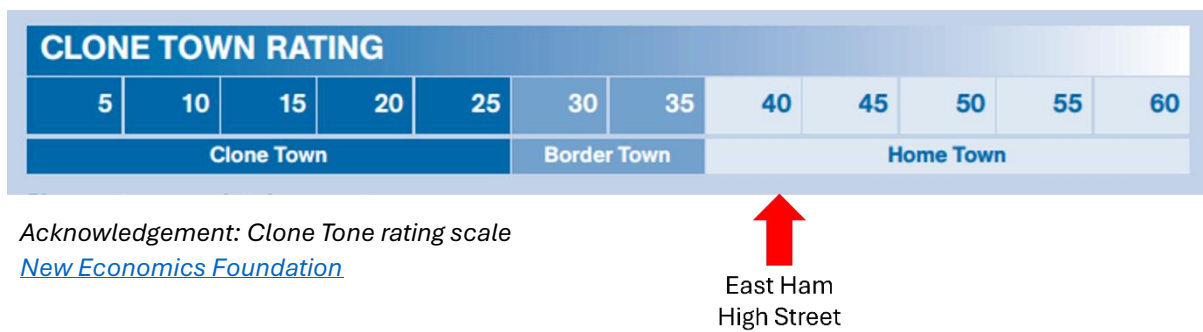 CLONE TOWN RATING
5 10 15 20 25 30 35 40 45 50 55 60
Clone Town Border Town Home Town
Acknowledgement: Clone Tone rating scale
New Economics Foundation
East Ham
High Street